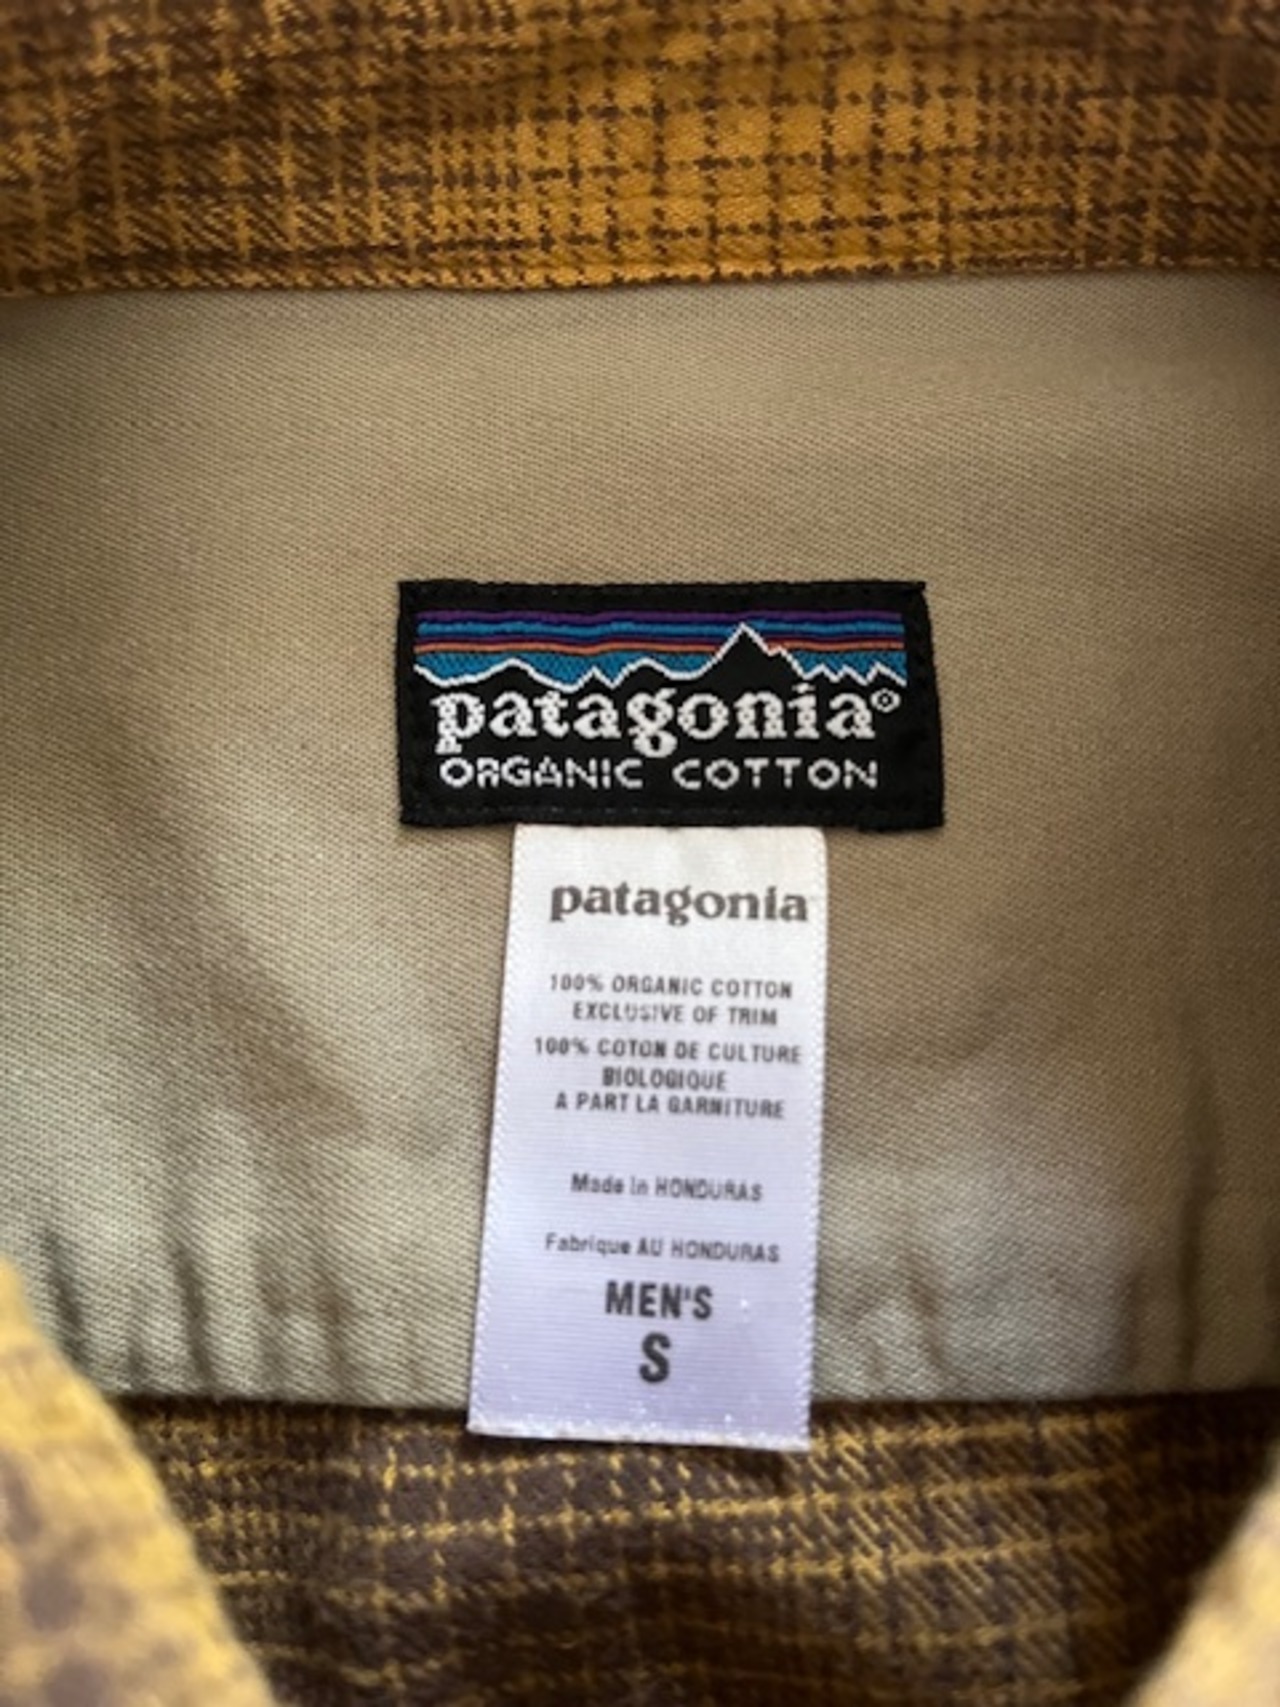 patagonia®
ORGANIC COTTON
patagonia
100% ORGANIC COTTON
EXCLUSIVE OF TRIM
100% COTON DE CULTURE
BIOLOGIQUE
A PART LA GARNITURE
Made in HONDURAS
Fabrique AU HONDURAS
MEN'S
S